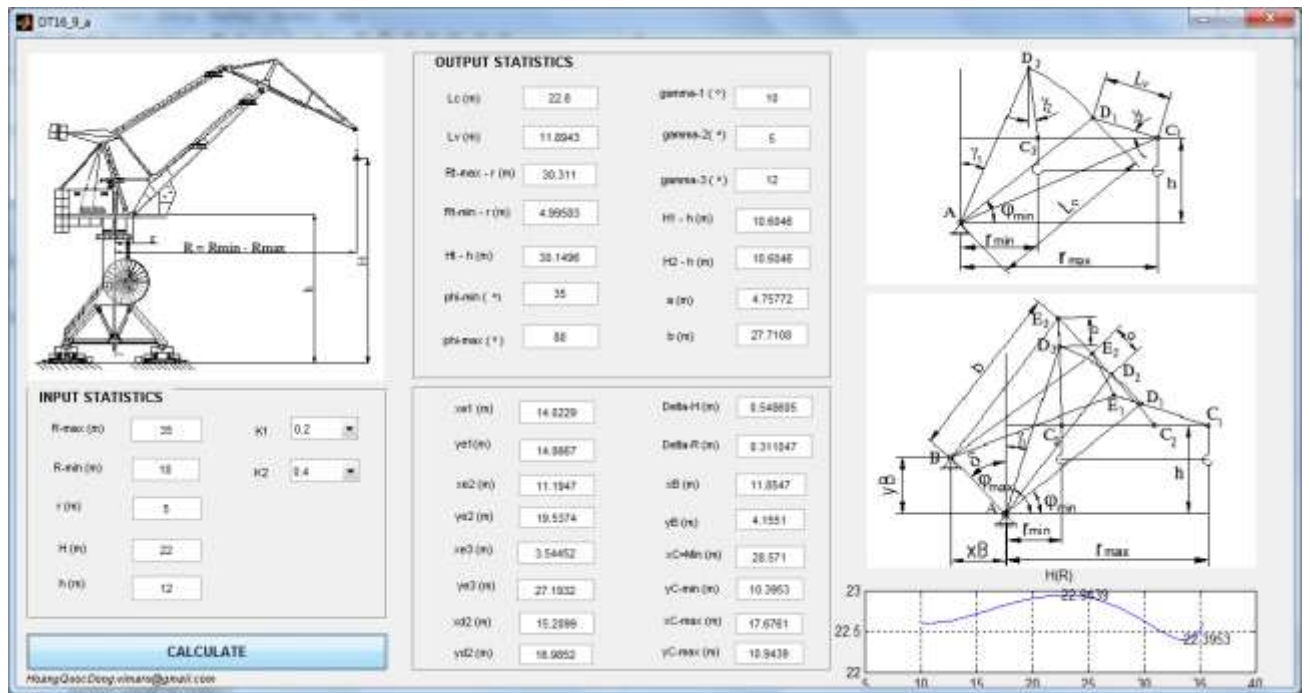 DT16_9_a
R = Rmin - Rmax
r
h
H
INPUT STATISTICS
R-max (m) 35 K1 0.2
R-min (m) 10 K2 0.4
r (m) 5
H (m) 22
h (m) 12
CALCULATE
HoangQuocDong.vimaru@gmail.com
OUTPUT STATISTICS
Lc (m) 22.8
Lv (m) 11.8943
Rt-max - r (m) 30.311
Rt-min - r (m) 4.99503
Ht - h (m) 30.1496
phi-min ( °) 35
phi-max (°)
gamma-1 ( °) 10
gamma-2( °) 5
gamma-3 ( °) 12
H1 - h (m) 10.6046
H2 - h (m) 10.6046
a (m) 4.75772
b (m) 27.7108
xe1 (m) 14.0229
ye1(m) 14.0867
xe2 (m) 11.1947
ye2 (m) 19.5374
xe3 (m) 3.54452
ye3 (m) 27.1932
xd2 (m) 15.2099
yd2 (m) 18.9852
Delta-H (m) 0.548605
Delta-R (m) 0.311047
xB (m) 11.8547
yB (m) 4.1551
xC-Min (m) 28.571
yC-min (m) 10.3953
xC-max (m) 17.6761
yC-max (m) 10.9439
D2
Lv
D1
γ2
γ3
C1
C3
γ1
h
A
φmin
Lc
rmin
rmax
E3
D3
E2
a
b
D2
E1
D1
C1
C2
B
yB
φmax
φmin
h
A
rmin
xB
rmax
H(R)
23
22.9439
22.5
22.3953
22
5 10 15 20 25 30 35 40